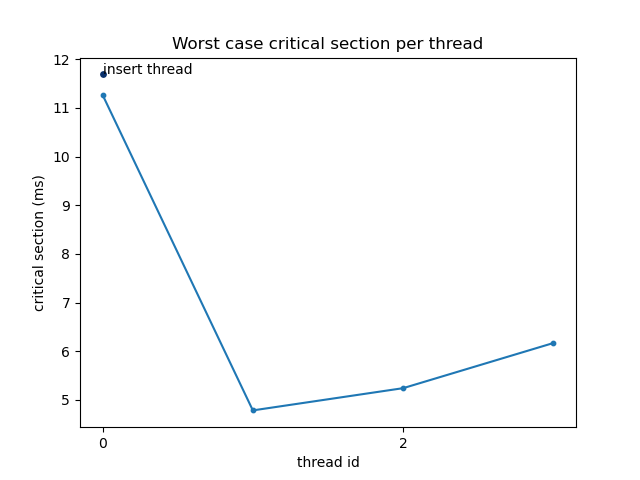 Worst case critical section per thread
12
insert thread
11
10
9
8
7
6
5
critical section (ms)
0
2
thread id